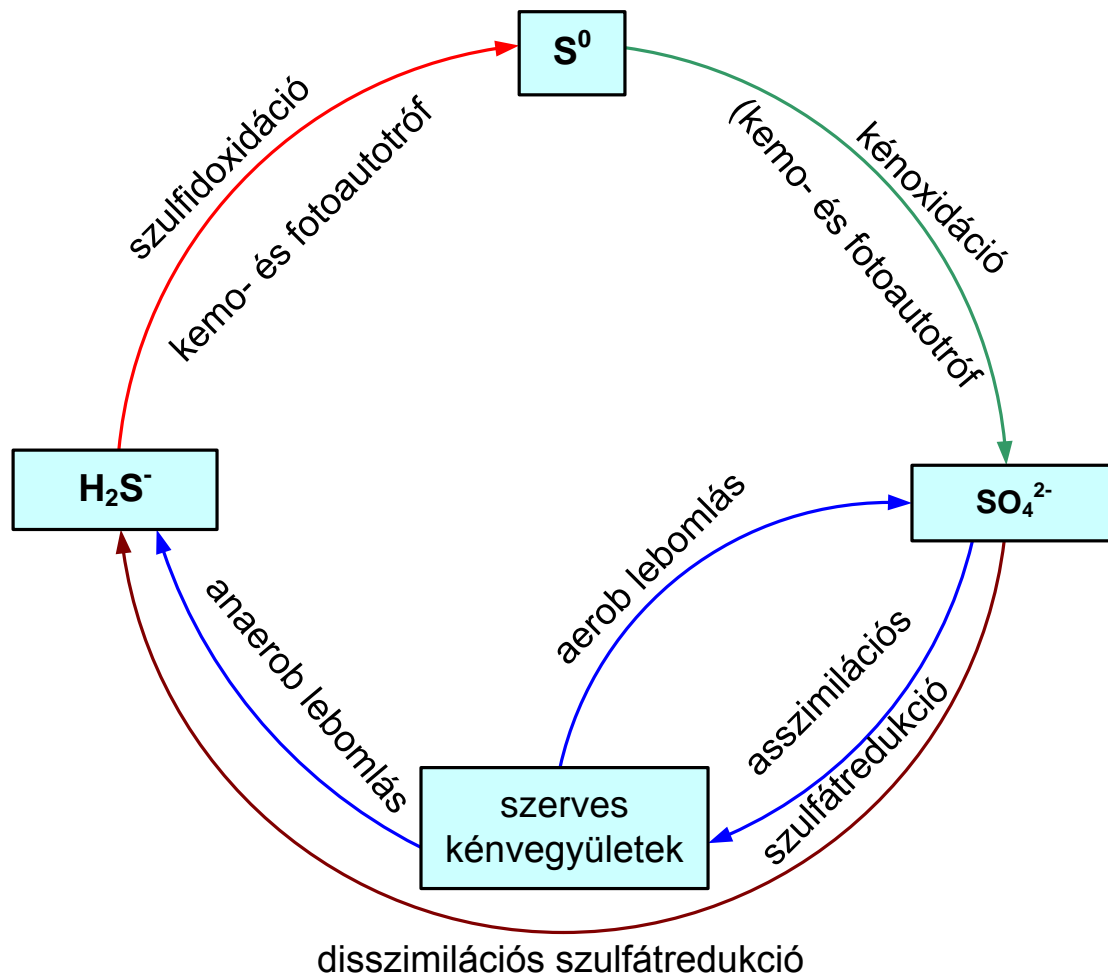 S⁰
szulfidoxidáció
kemo- és fotoautotróf
kénoxidáció
(kemo- és fotoautotróf
H₂S⁻
SO₄²⁻
anaerob lebomlás
aerob lebomlás
asszimilációs
szulfátredukció
szerves
kénvegyületek
disszimilációs szulfátredukció